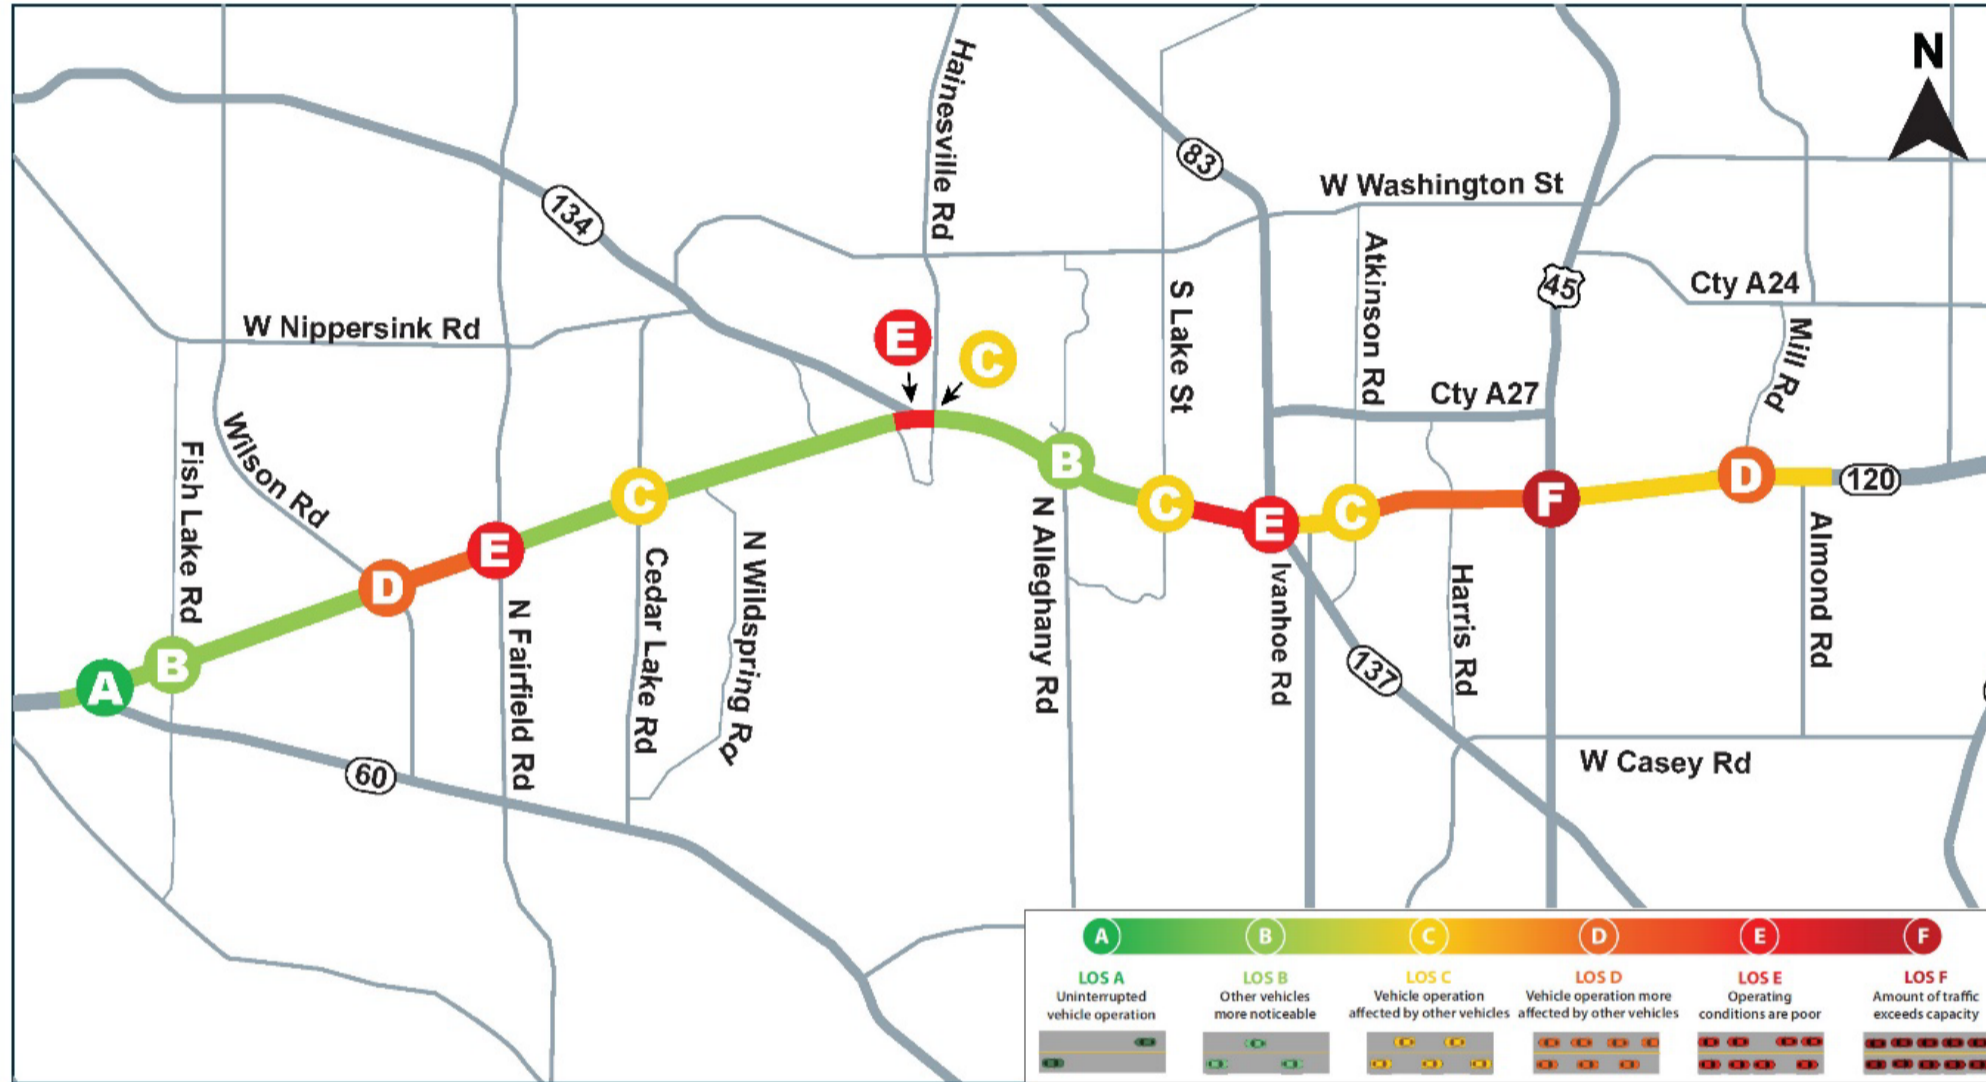 N
Hainesville Rd
83
W Washington St
134
Atkinson Rd
45
Cty A24
S Lake St
Mill Rd
W Nippersink Rd
E
C
Cty A27
Wilson Rd
Fish Lake Rd
B
D
120
C
C
E
C
F
N Alleghany Rd
Almond Rd
E
N Wildspring Rd
Cedar Lake Rd
Ivanhoe Rd
Harris Rd
D
N Fairfield Rd
137
B
A
W Casey Rd
60
A
B
C
D
E
F
LOS A
Uninterrupted
vehicle operation
LOS B
Other vehicles
more noticeable
LOS C
Vehicle operation
affected by other vehicles
LOS D
Vehicle operation more
affected by other vehicles
LOS E
Operating
conditions are poor
LOS F
Amount of traffic
exceeds capacity